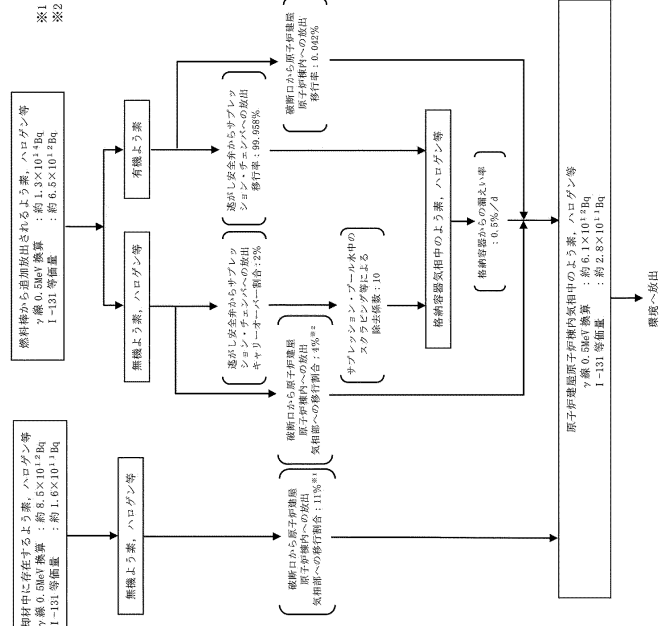 却材中に存在するよう素，ハロゲン等
γ線 0.5MeV 換算 ：約 8.5×10¹²Bq
I-131 等価量 ：約 1.6×10¹¹Bq
無機よう素，ハロゲン等
破断口から原子炉建屋
原子炉棟内への放出
気相部への移行割合：11%※1
燃料棒から追加放出されるよう素，ハロゲン等
γ線 0.5MeV 換算 ：約 1.3×10¹⁴Bq
I-131 等価量 ：約 6.5×10¹²Bq
無機よう素，ハロゲン等
有機よう素
破断口から原子炉建屋
原子炉棟内への放出
気相部への移行割合：4%※2
逃がし安全弁からサプレッ
ション・チェンバへの放出
キャリーオーバー割合：2%
逃がし安全弁からサプレッ
ション・チェンバへの放出
移行率：99.958%
破断口から原子炉建屋
原子炉棟内への放出
移行率：0.042%
サプレッション・プール水中の
スクラビング等による
除去係数：10
格納容器気相中のよう素，ハロゲン等
格納容器からの漏えい率
：0.5%/d
原子炉建屋原子炉棟内気相中のよう素，ハロゲン等
γ線 0.5MeV 換算 ：約 6.1×10¹²Bq
I-131 等価量 ：約 2.8×10¹¹Bq
環境へ放出
※1
※2